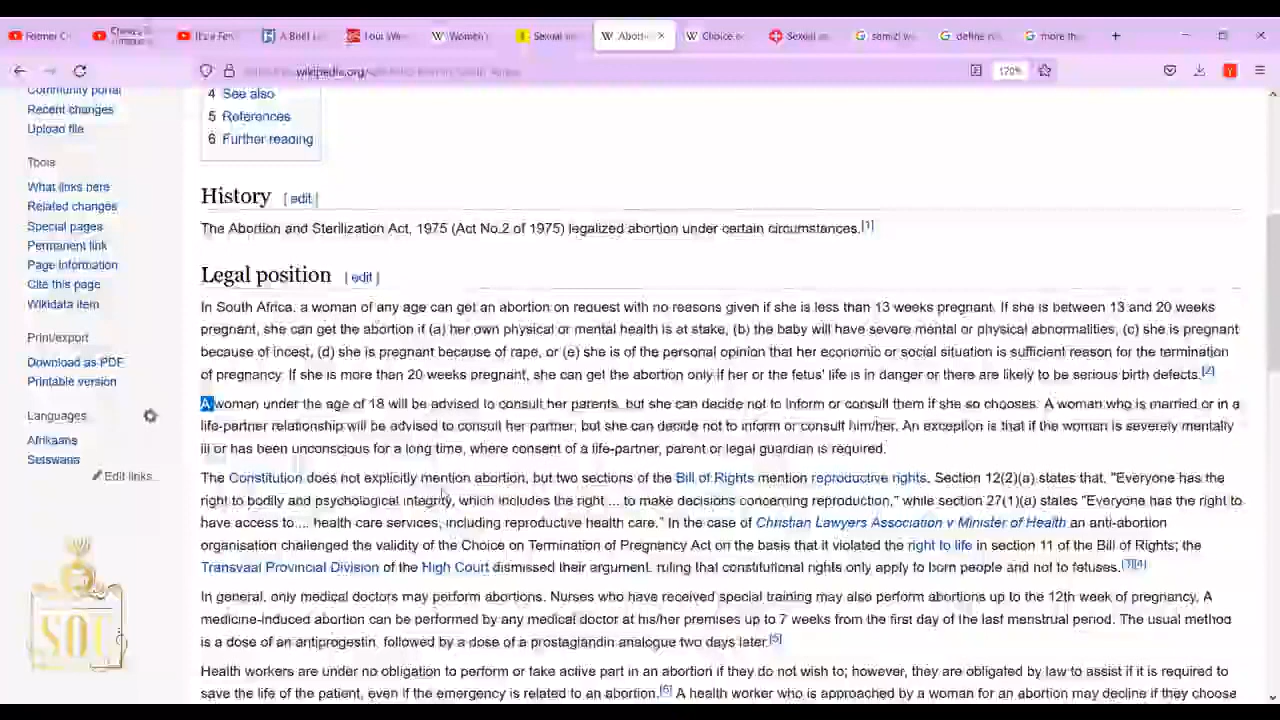 Former C
It's a Fen
A Brief L
Women's
Sexual
Abort
Choice o
Sexual as
define
more th
wikipedia.org/
170%
Community portal
Recent changes
Upload file
Tools
What links here
Related changes
Special pages
Permanent link
Page information
Cite this page
Wikidata item
Print/export
Download as PDF
Printable version
Languages
Afrikaans
Setswana
Edit links
SOC
4 See also
5 References
6 Further reading
History [ edit ]
The Abortion and Sterilization Act, 1975 (Act No.2 of 1975) legalized abortion under certain circumstances.[1]
Legal position [ edit ]
In South Africa, a woman of any age can get an abortion on request with no reasons given if she is less than 13 weeks pregnant. If she is between 13 and 20 weeks
pregnant, she can get the abortion if (a) her own physical or mental health is at stake, (b) the baby will have severe mental or physical abnormalities, (c) she is pregnant
because of incest, (d) she is pregnant because of rape, or (e) she is of the personal opinion that her economic or social situation is sufficient reason for the termination
of pregnancy. If she is more than 20 weeks pregnant, she can get the abortion only if her or the fetus' life is in danger or there are likely to be serious birth defects.[2]
A woman under the age of 18 will be advised to consult her parents, but she can decide not to inform or consult them if she so chooses. A woman who is married or in a
life-partner relationship will be advised to consult her partner, but she can decide not to inform or consult him/her. An exception is that if the woman is severely mentally
ill or has been unconscious for a long time, where consent of a life-partner, parent or legal guardian is required.
The Constitution does not explicitly mention abortion, but two sections of the Bill of Rights mention reproductive rights. Section 12(2)(a) states that, "Everyone has the
right to bodily and psychological integrity, which includes the right ... to make decisions concerning reproduction," while section 27(1)(a) states "Everyone has the right to
have access to ... health care services, including reproductive health care." In the case of Christian Lawyers Association v Minister of Health an anti-abortion
organisation challenged the validity of the Choice on Termination of Pregnancy Act on the basis that it violated the right to life in section 11 of the Bill of Rights; the
Transvaal Provincial Division of the High Court dismissed their argument, ruling that constitutional rights only apply to born people and not to fetuses.[3][4]
In general, only medical doctors may perform abortions. Nurses who have received special training may also perform abortions up to the 12th week of pregnancy. A
medicine-induced abortion can be performed by any medical doctor at his/her premises up to 7 weeks from the first day of the last menstrual period. The usual method
is a dose of an antiprogestin, followed by a dose of a prostaglandin analogue two days later.[5]
Health workers are under no obligation to perform or take active part in an abortion if they do not wish to; however, they are obligated by law to assist if it is required to
save the life of the patient, even if the emergency is related to an abortion.[6] A health worker who is approached by a woman for an abortion may decline if they choose